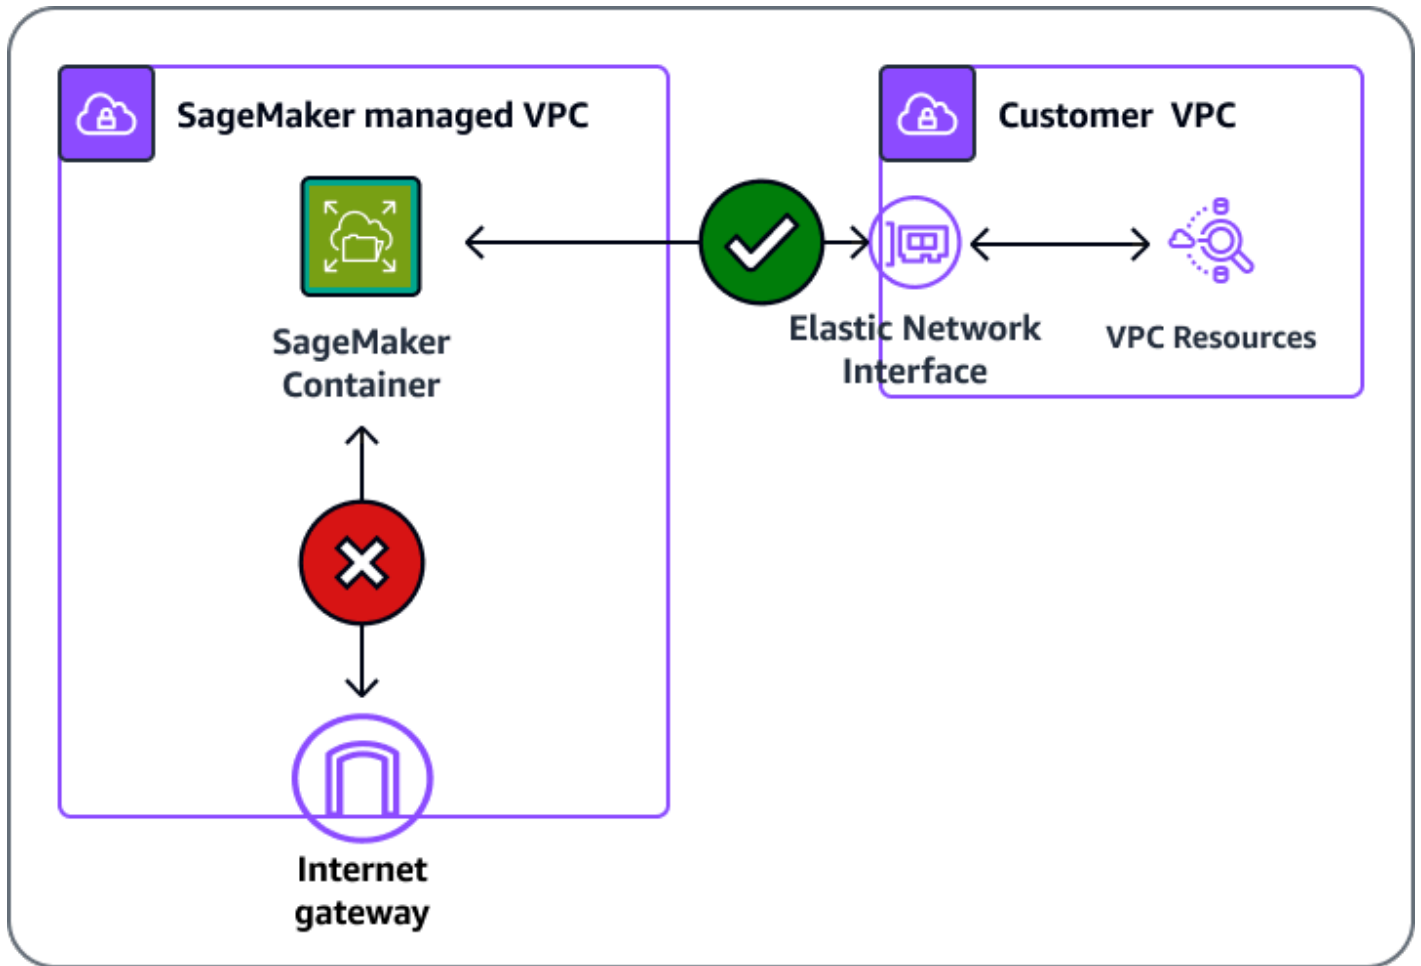 SageMaker managed VPC
Customer VPC
SageMaker
Container
Elastic Network
Interface
VPC Resources
Internet
gateway